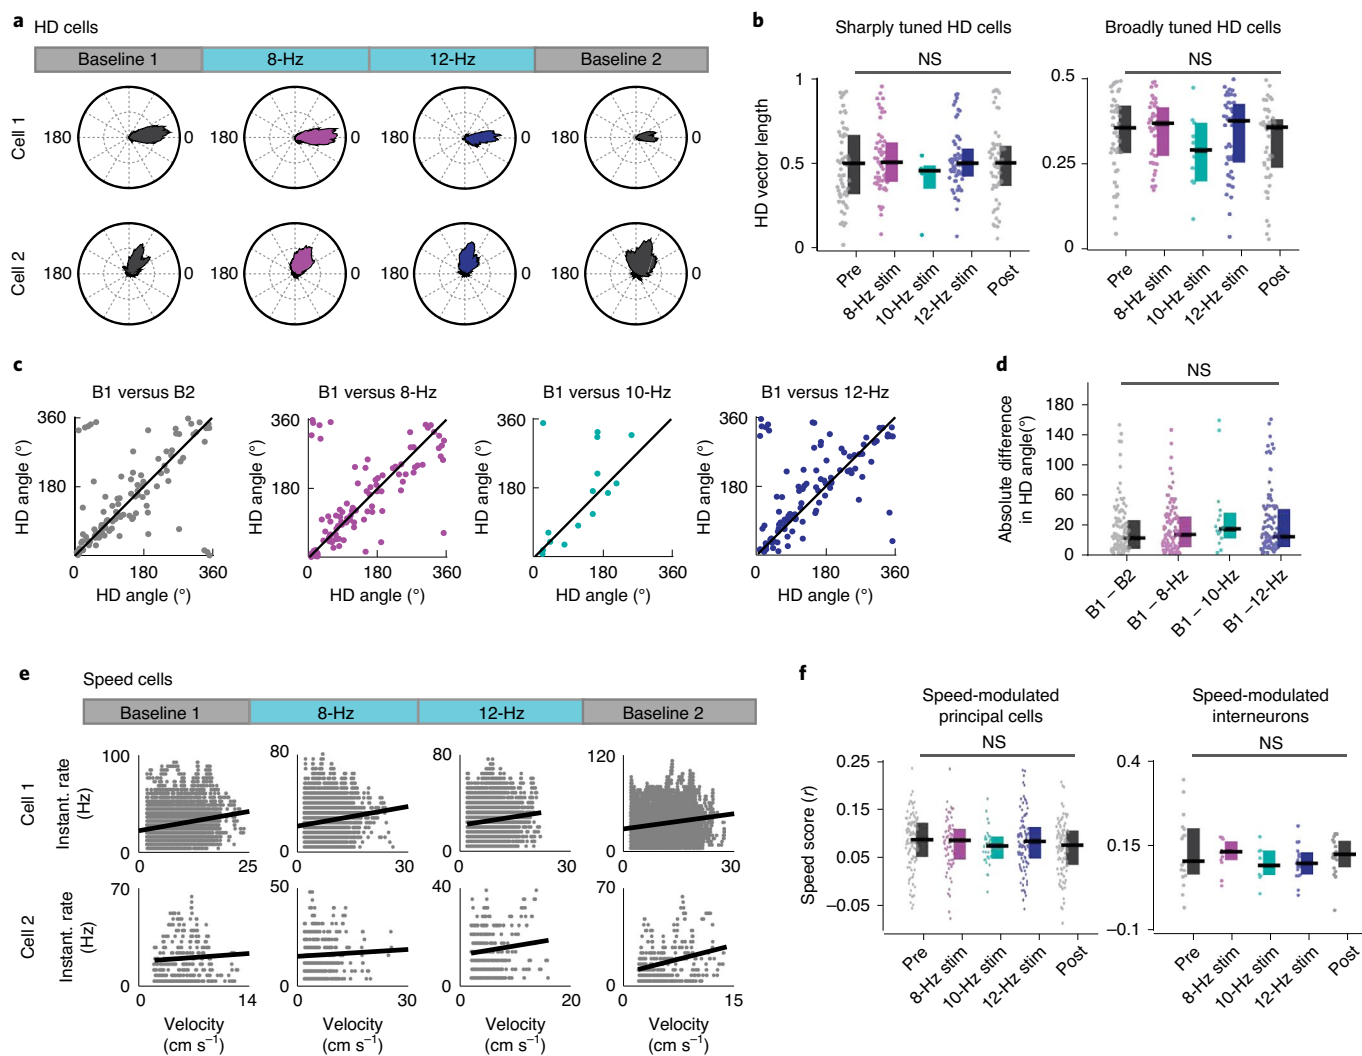 a
HD cells
Baseline 1
8-Hz
12-Hz
Baseline 2
Cell 1
180
0
180
0
180
0
180
0
Cell 2
180
0
180
0
180
0
180
0
b
Sharply tuned HD cells
NS
HD vector length
1
0.5
0
Pre
8-Hz stim
10-Hz stim
12-Hz stim
Post
Broadly tuned HD cells
NS
0.5
0.25
0
Pre
8-Hz stim
10-Hz stim
12-Hz stim
Post
c
B1 versus B2
HD angle (°)
360
180
0
180
360
HD angle (°)
B1 versus 8-Hz
HD angle (°)
360
180
0
180
360
HD angle (°)
B1 versus 10-Hz
HD angle (°)
360
180
0
180
360
HD angle (°)
B1 versus 12-Hz
HD angle (°)
360
180
0
180
360
HD angle (°)
d
NS
Absolute difference
in HD angle(°)
180
140
100
60
20
0
B1 – B2
B1 – 8-Hz
B1 – 10-Hz
B1 –12-Hz
e
Speed cells
Baseline 1
8-Hz
12-Hz
Baseline 2
Cell 1
Instant. rate
(Hz)
100
0
0
25
80
0
0
30
80
0
0
30
120
0
0
30
Cell 2
Instant. rate
(Hz)
70
0
0
14
Velocity
(cm s⁻¹)
50
0
0
30
Velocity
(cm s⁻¹)
40
0
0
20
Velocity
(cm s⁻¹)
70
0
0
15
Velocity
(cm s⁻¹)
f
Speed-modulated
principal cells
NS
Speed score (r)
0.25
0.15
0.05
−0.05
Pre
8-Hz stim
10-Hz stim
12-Hz stim
Post
Speed-modulated
interneurons
NS
0.4
0.15
−0.1
Pre
8-Hz stim
10-Hz stim
12-Hz stim
Post